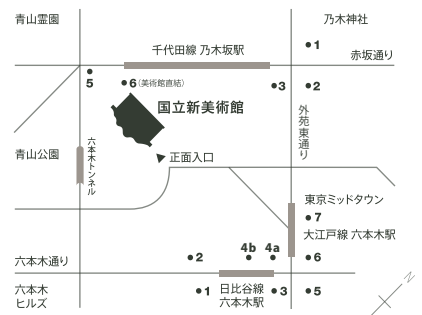 青山霊園
乃木神社
千代田線 乃木坂駅
1
赤坂通り
5
6(美術館直結)
3
2
国立新美術館
外苑東通り
六本木トンネル
青山公園
正面入口
東京ミッドタウン
7
大江戸線 六本木駅
六本木通り
2
4b
4a
6
六本木
ヒルズ
1
日比谷線
六本木駅
3
5
N